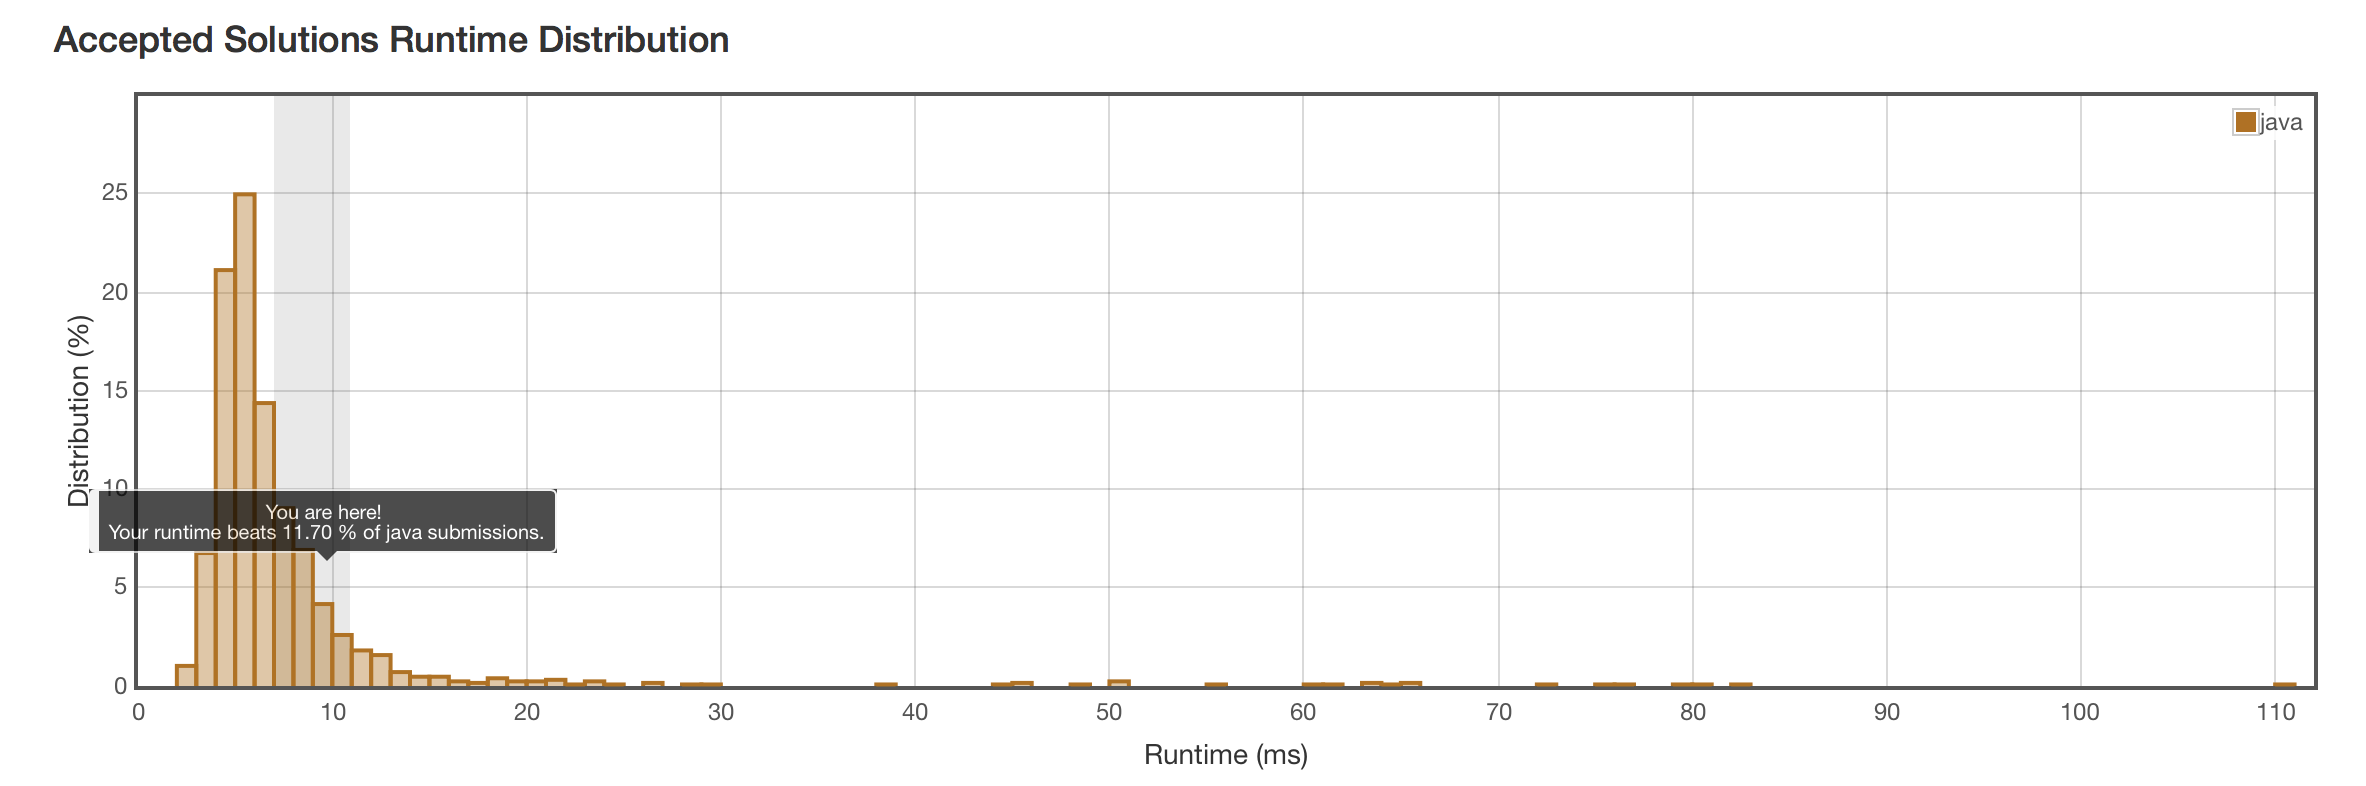 Accepted Solutions Runtime Distribution
java
Distribution (%)
25
20
15
10
5
0
You are here!
Your runtime beats 11.70 % of java submissions.
0 10 20 30 40 50 60 70 80 90 100 110
Runtime (ms)